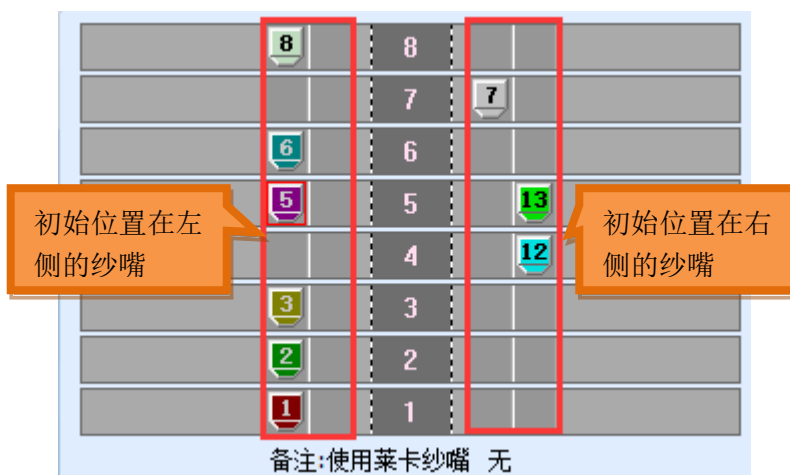 8 8
7 7
6 6
5 5 13
初始位置在左
侧的纱嘴
初始位置在右
侧的纱嘴
4 12
3 3
2 2
1 1
备注:使用莱卡纱嘴 无